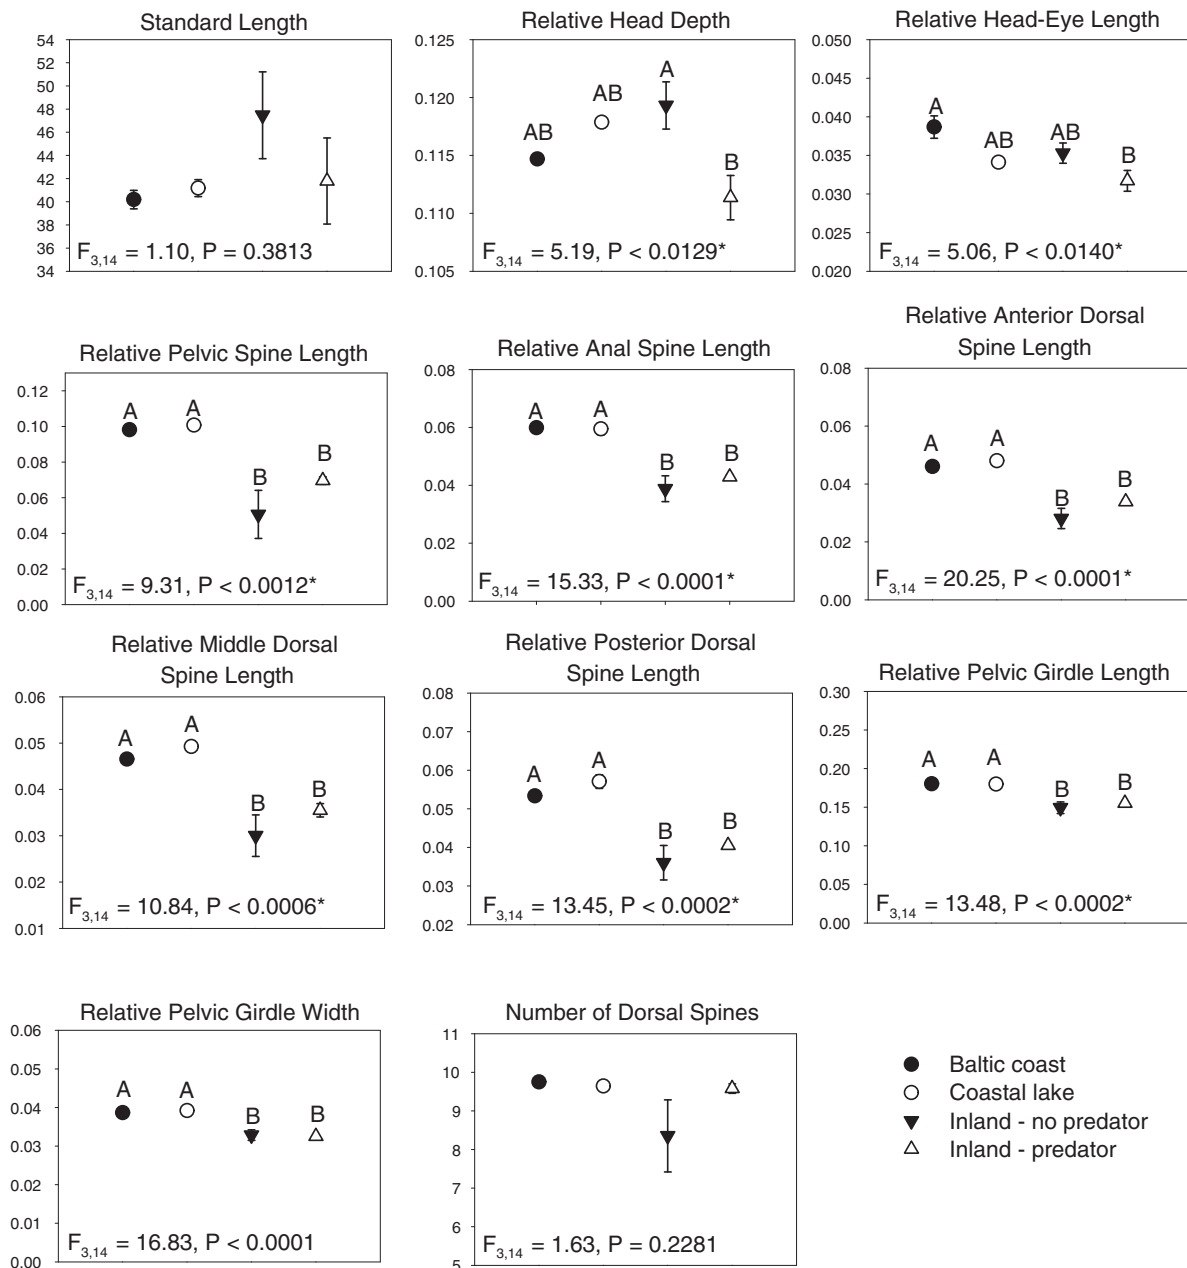 Standard Length
54
52
50
48
46
44
42
40
38
36
34
F3,14 = 1.10, P = 0.3813
Relative Head Depth
0.125
0.120
0.115
0.110
0.105
AB
AB
A
B
F3,14 = 5.19, P < 0.0129*
Relative Head-Eye Length
0.050
0.045
0.040
0.035
0.030
0.025
0.020
A
AB
AB
B
F3,14 = 5.06, P < 0.0140*
Relative Pelvic Spine Length
0.12
0.10
0.08
0.06
0.04
0.02
0.00
A
A
B
B
F3,14 = 9.31, P < 0.0012*
Relative Anal Spine Length
0.08
0.06
0.04
0.02
0.00
A
A
B
B
F3,14 = 15.33, P < 0.0001*
Relative Anterior Dorsal
Spine Length
0.08
0.06
0.04
0.02
0.00
A
A
B
B
F3,14 = 20.25, P < 0.0001*
Relative Middle Dorsal
Spine Length
0.06
0.05
0.04
0.03
0.02
0.01
A
A
B
B
F3,14 = 10.84, P < 0.0006*
Relative Posterior Dorsal
Spine Length
0.08
0.07
0.06
0.05
0.04
0.03
0.02
A
A
B
B
F3,14 = 13.45, P < 0.0002*
Relative Pelvic Girdle Length
0.30
0.25
0.20
0.15
0.10
0.05
0.00
A
A
B
B
F3,14 = 13.48, P < 0.0002*
Relative Pelvic Girdle Width
0.06
0.05
0.04
0.03
0.02
0.01
0.00
A
A
B
B
F3,14 = 16.83, P < 0.0001
Number of Dorsal Spines
11
10
9
8
7
6
5
F3,14 = 1.63, P = 0.2281
Baltic coast
Coastal lake
Inland - no predator
Inland - predator